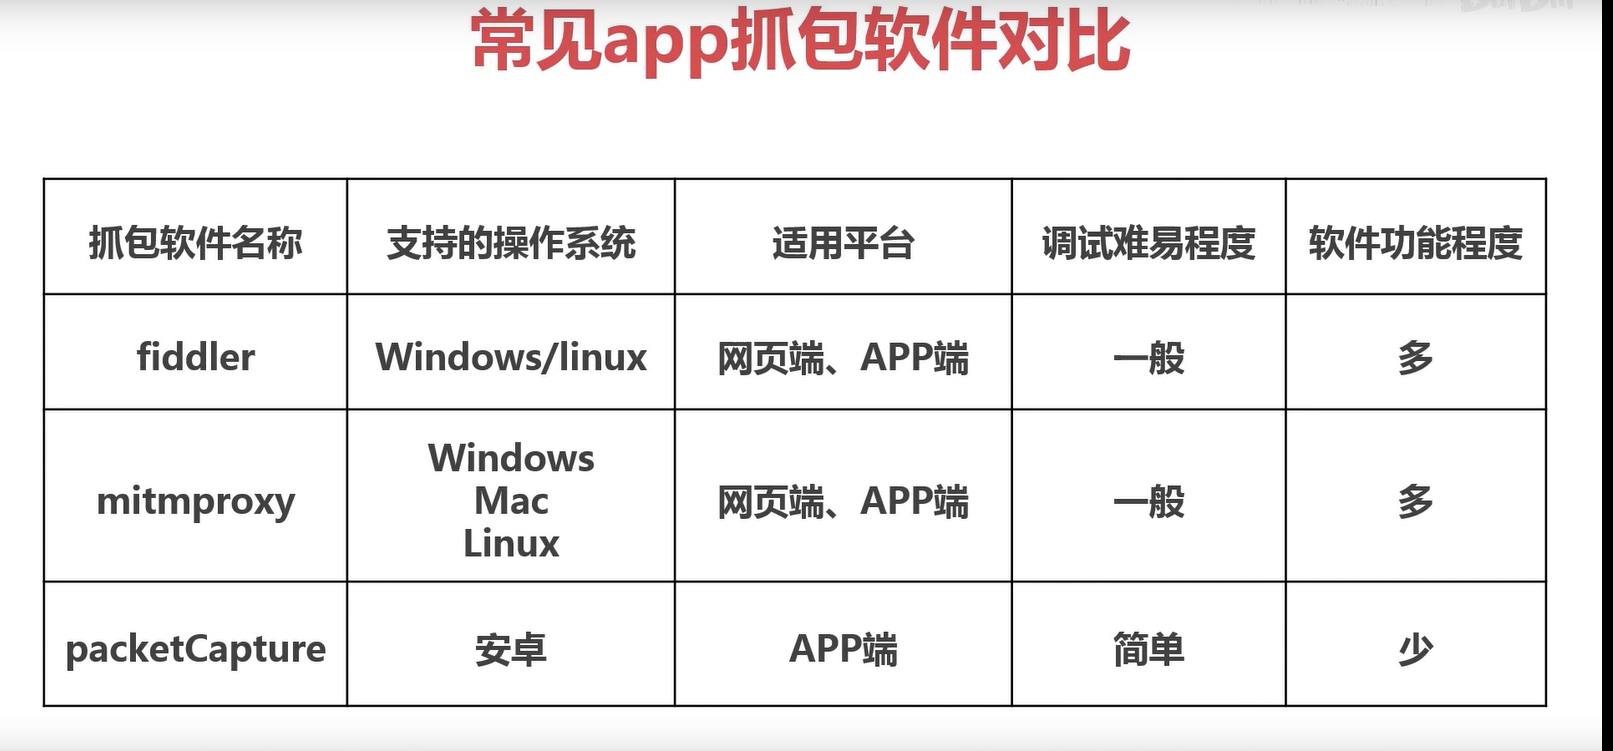 常见app抓包软件对比
抓包软件名称
支持的操作系统
适用平台
调试难易程度
软件功能程度
fiddler
Windows/linux
网页端、APP端
一般
多
mitmproxy
Windows
Mac
Linux
网页端、APP端
一般
多
packetCapture
安卓
APP端
简单
少